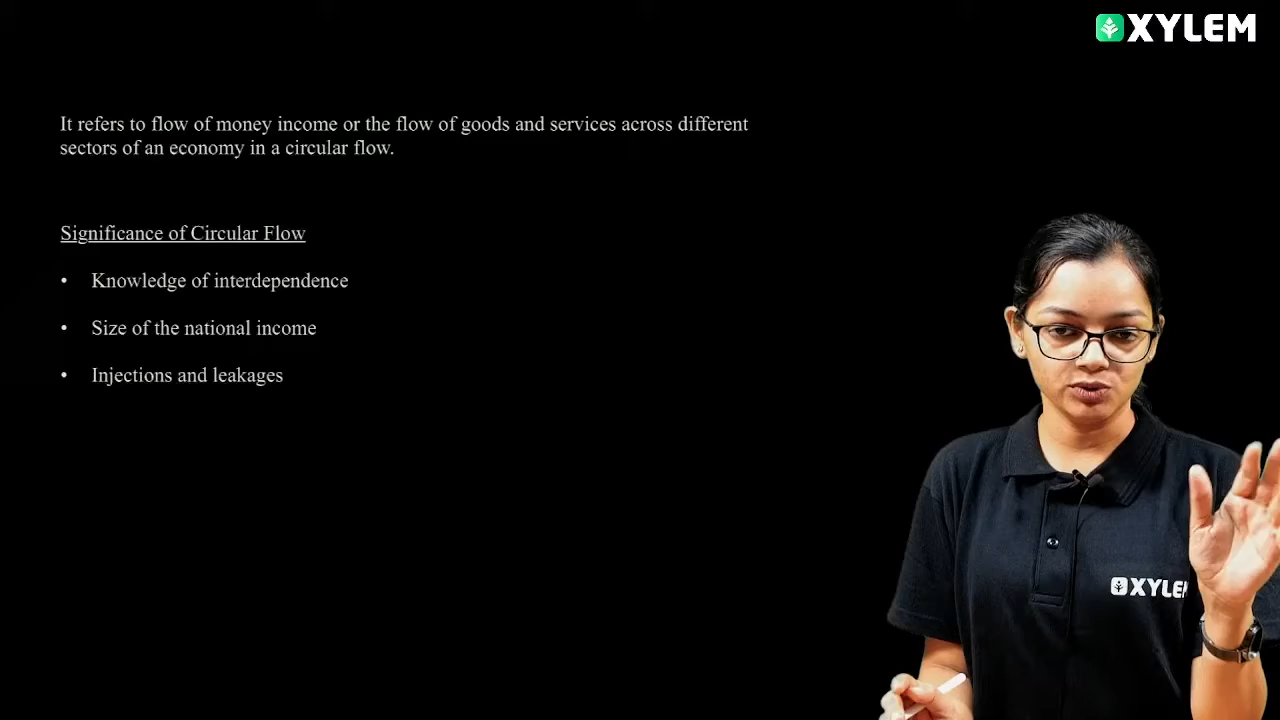 XYLEM
It refers to flow of money income or the flow of goods and services across different
sectors of an economy in a circular flow.
Significance of Circular Flow
• Knowledge of interdependence
• Size of the national income
• Injections and leakages
XYLE